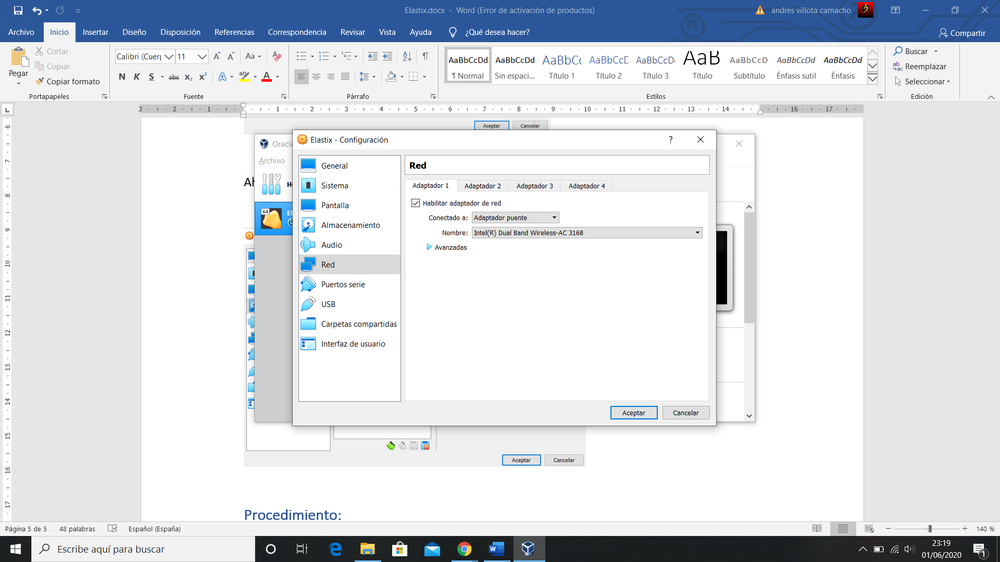 Elastix.docx - Word (Error de activación de productos)
andres villota camacho
Archivo Inicio Insertar Diseño Disposición Referencias Correspondencia Revisar Vista Ayuda ¿Qué desea hacer? Compartir
Pegar
Cortar
Copiar
Copiar formato
Portapapeles
Calibri (Cuerp 11 Aa
N K S abc x₂ x² A ab A
Fuente
Párrafo
AaBbCcDd AaBbCcDd AaBbC AaBbCcE AaBbCcD AaB AaBbCcD AaBbCcDd AaBbCcDd
¶ Normal Sin espaci... Título 1 Título 2 Título 3 Título Subtítulo Énfasis sutil Énfasis
Estilos
Buscar
Reemplazar
Seleccionar
Edición
3 2 1 1 2 3 4 5 6 7 8 9 10 11 12 13 14 16 17
6
7
8
9
10
11
12
13
14
15
16
17
Aceptar Cancelar
Oracle
Archivo
64
Elastix - Configuración
?
General
Sistema
Pantalla
Almacenamiento
Audio
Red
Puertos serie
USB
Carpetas compartidas
Interfaz de usuario
Red
Adaptador 1 Adaptador 2 Adaptador 3 Adaptador 4
Habilitar adaptador de red
Conectado a: Adaptador puente
Nombre: Intel(R) Dual Band Wireless-AC 3168
Avanzadas
Aceptar Cancelar
Aceptar Cancelar
Procedimiento:
Página 5 de 5 48 palabras Español (España) 140 %
Escribe aquí para buscar
23:19
01/06/2020
1